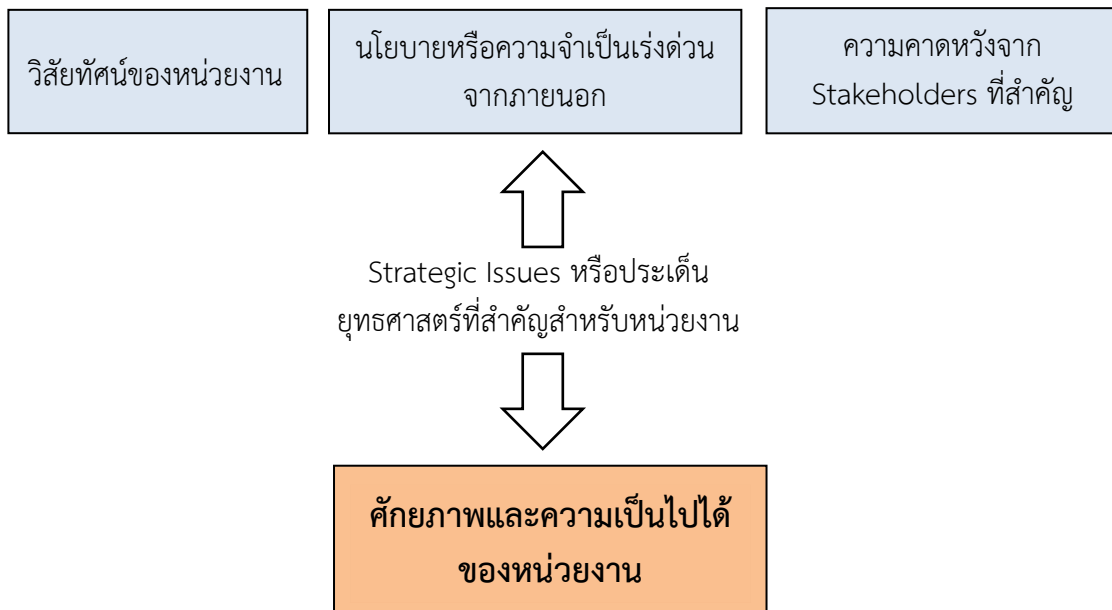 วิสัยทัศน์ของหน่วยงาน
นโยบายหรือความจำเป็นเร่งด่วน
จากภายนอก
ความคาดหวังจาก
Stakeholders ที่สำคัญ
Strategic Issues หรือประเด็น
ยุทธศาสตร์ที่สำคัญสำหรับหน่วยงาน
ศักยภาพและความเป็นไปได้
ของหน่วยงาน